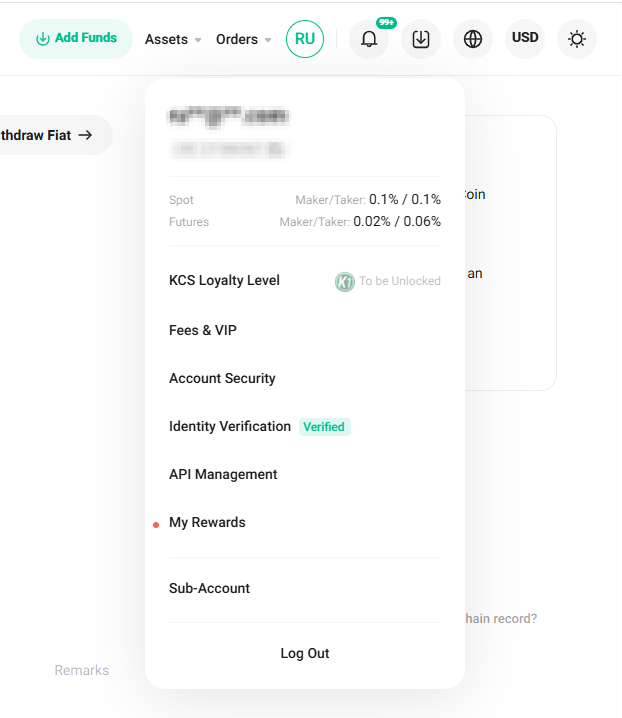 Add Funds
Assets
Orders
RU
99+
USD
thdraw Fiat
Spot
Maker/Taker: 0.1% / 0.1%
Futures
Maker/Taker: 0.02% / 0.06%
KCS Loyalty Level
K1
To be Unlocked
Fees & VIP
Account Security
Identity Verification
Verified
API Management
My Rewards
Sub-Account
Log Out
oin
an
hain record?
Remarks